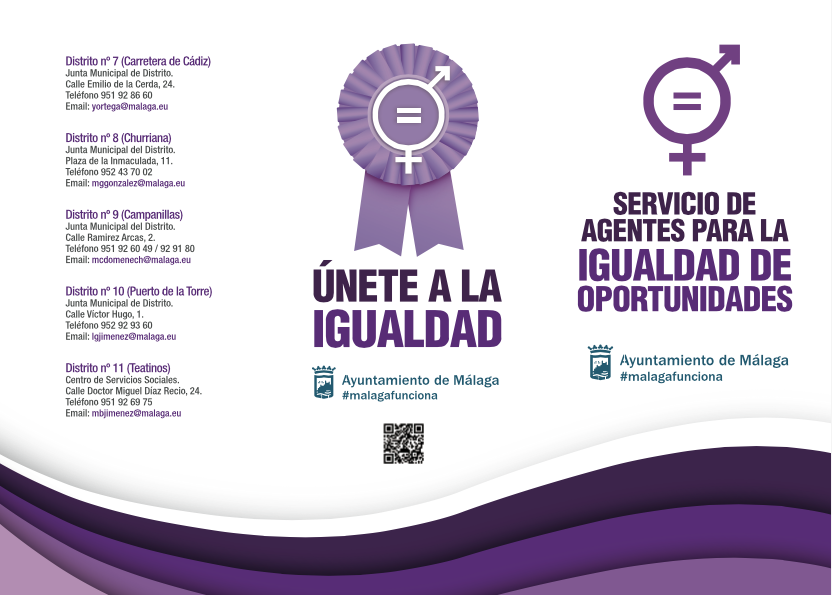 Distrito nº 7 (Carretera de Cádiz)
Junta Municipal de Distrito.
Calle Emilio de la Cerda, 24.
Teléfono 951 92 86 60
Email: yortega@malaga.eu
Distrito nº 8 (Churriana)
Junta Municipal del Distrito.
Plaza de la Inmaculada, 11.
Teléfono 952 43 70 02
Email: mggonzalez@malaga.eu
Distrito nº 9 (Campanillas)
Junta Municipal del Distrito.
Calle Ramirez Arcas, 2.
Teléfono 951 92 60 49 / 92 91 80
Email: mcdomenech@malaga.eu
Distrito nº 10 (Puerto de la Torre)
Junta Municipal de Distrito.
Calle Víctor Hugo, 1.
Teléfono 952 92 93 60
Email: lgjimenez@malaga.eu
Distrito nº 11 (Teatinos)
Centro de Servicios Sociales.
Calle Doctor Miguel Díaz Recio, 24.
Teléfono 951 92 69 75
Email: mbjimenez@malaga.eu
ÚNETE A LA
IGUALDAD
Ayuntamiento de Málaga
#malagafunciona
SERVICIO DE
AGENTES PARA LA
IGUALDAD DE
OPORTUNIDADES
Ayuntamiento de Málaga
#malagafunciona